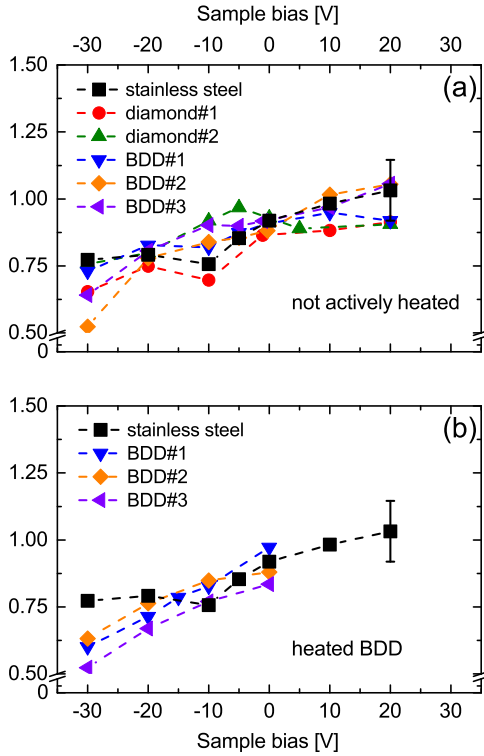 Sample bias [V]
-30 -20 -10 0 10 20 30
1.50
(a)
stainless steel
diamond#1
diamond#2
BDD#1
BDD#2
BDD#3
1.25
1.00
0.75
not actively heated
0.50
0
1.50
(b)
stainless steel
BDD#1
BDD#2
BDD#3
1.25
1.00
0.75
heated BDD
0.50
0
-30 -20 -10 0 10 20 30
Sample bias [V]